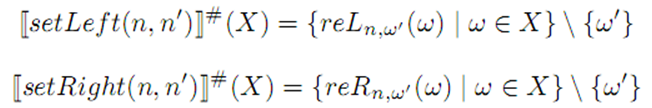 ⟦setLeft(n, n′)⟧#(X) = {reLn,ω′(ω) | ω ∈ X} \ {ω′}
⟦setRight(n, n′)⟧#(X) = {reRn,ω′(ω) | ω ∈ X} \ {ω′}